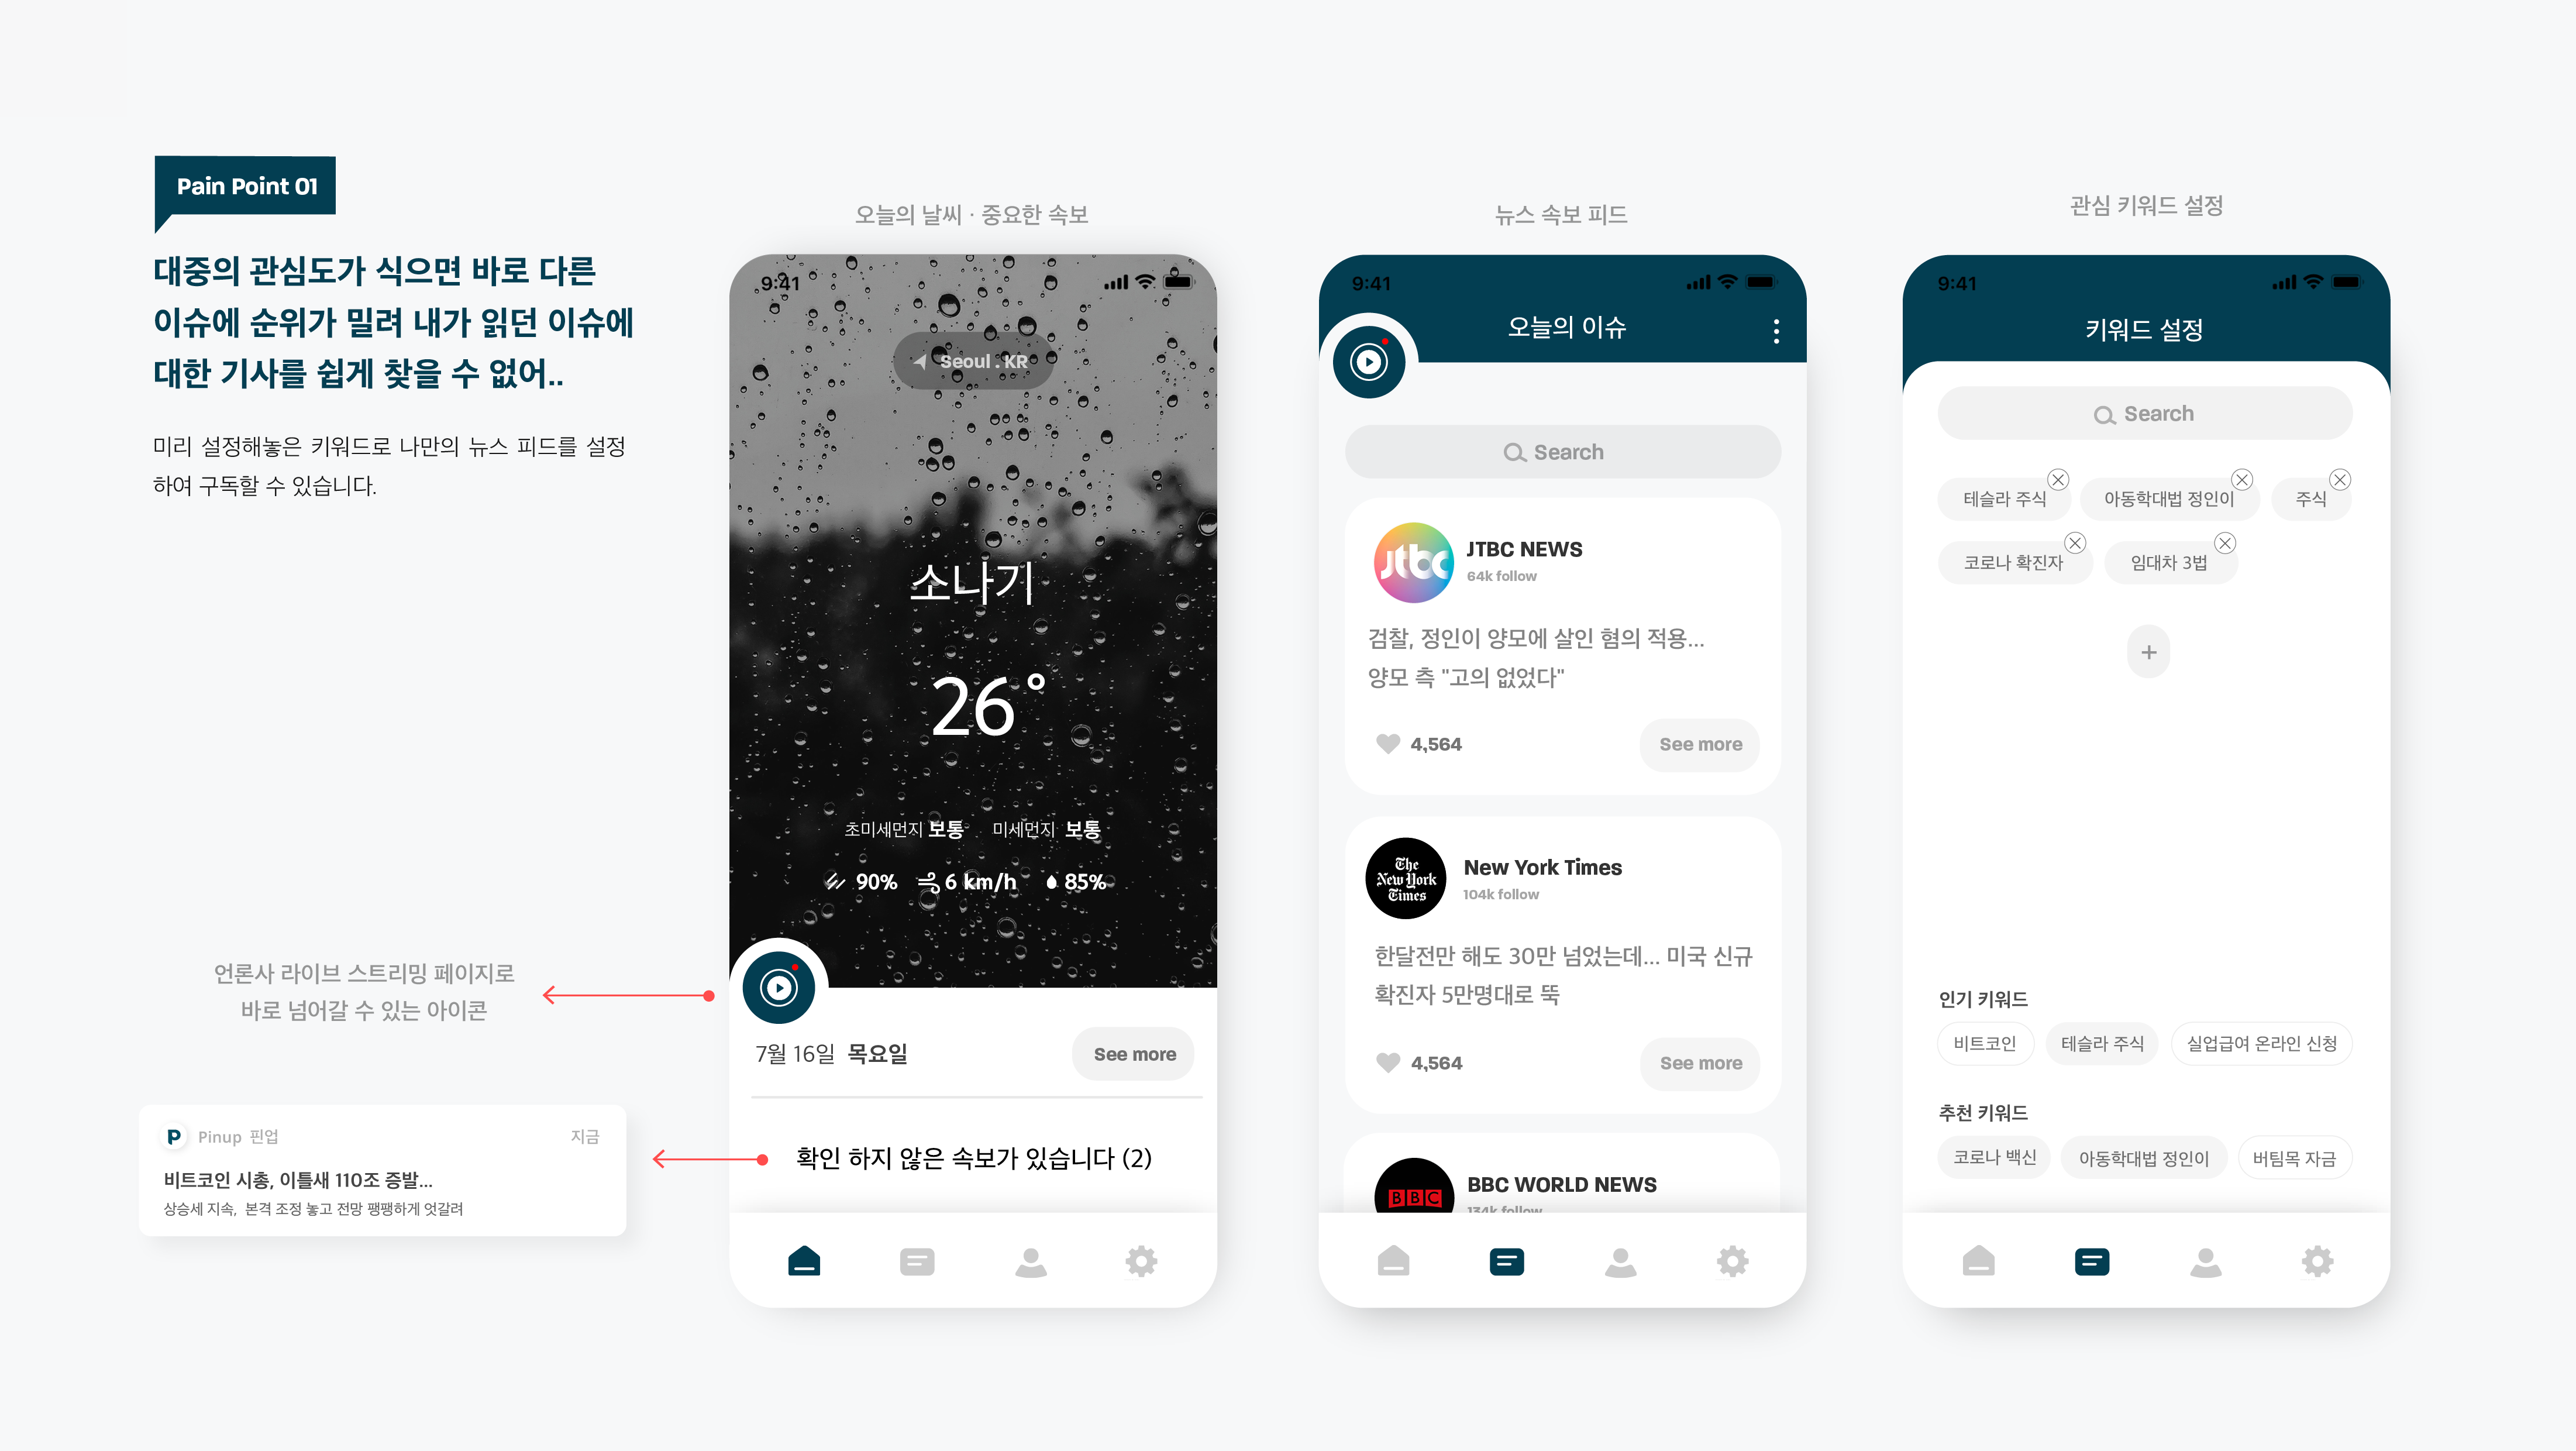 Pain Point 01
대중의 관심도가 식으면 바로 다른
이슈에 순위가 밀려 내가 읽던 이슈에
대한 기사를 쉽게 찾을 수 없어..
미리 설정해놓은 키워드로 나만의 뉴스 피드를 설정
하여 구독할 수 있습니다.
언론사 라이브 스트리밍 페이지로
바로 넘어갈 수 있는 아이콘
P Pinup 핀업 지금
비트코인 시총, 이틀새 110조 증발...
상승세 지속, 본격 조정 놓고 전망 팽팽하게 엇갈려
오늘의 날씨 · 중요한 속보
9:41
Seoul . KR
소나기
26°
초미세먼지 보통 미세먼지 보통
90% 6 km/h 85%
7월 16일 목요일 See more
확인 하지 않은 속보가 있습니다 (2)
뉴스 속보 피드
9:41
오늘의 이슈
Search
jtbc
JTBC NEWS
64k follow
검찰, 정인이 양모에 살인 혐의 적용...
양모 측 "고의 없었다"
4,564 See more
The
New York
Times
New York Times
104k follow
한달전만 해도 30만 넘었는데... 미국 신규
확진자 5만명대로 뚝
4,564 See more
BBC
BBC WORLD NEWS
134k follow
관심 키워드 설정
9:41
키워드 설정
Search
테슬라 주식 아동학대법 정인이 주식
코로나 확진자 임대차 3법
+
인기 키워드
비트코인 테슬라 주식 실업급여 온라인 신청
추천 키워드
코로나 백신 아동학대법 정인이 버팀목 자금